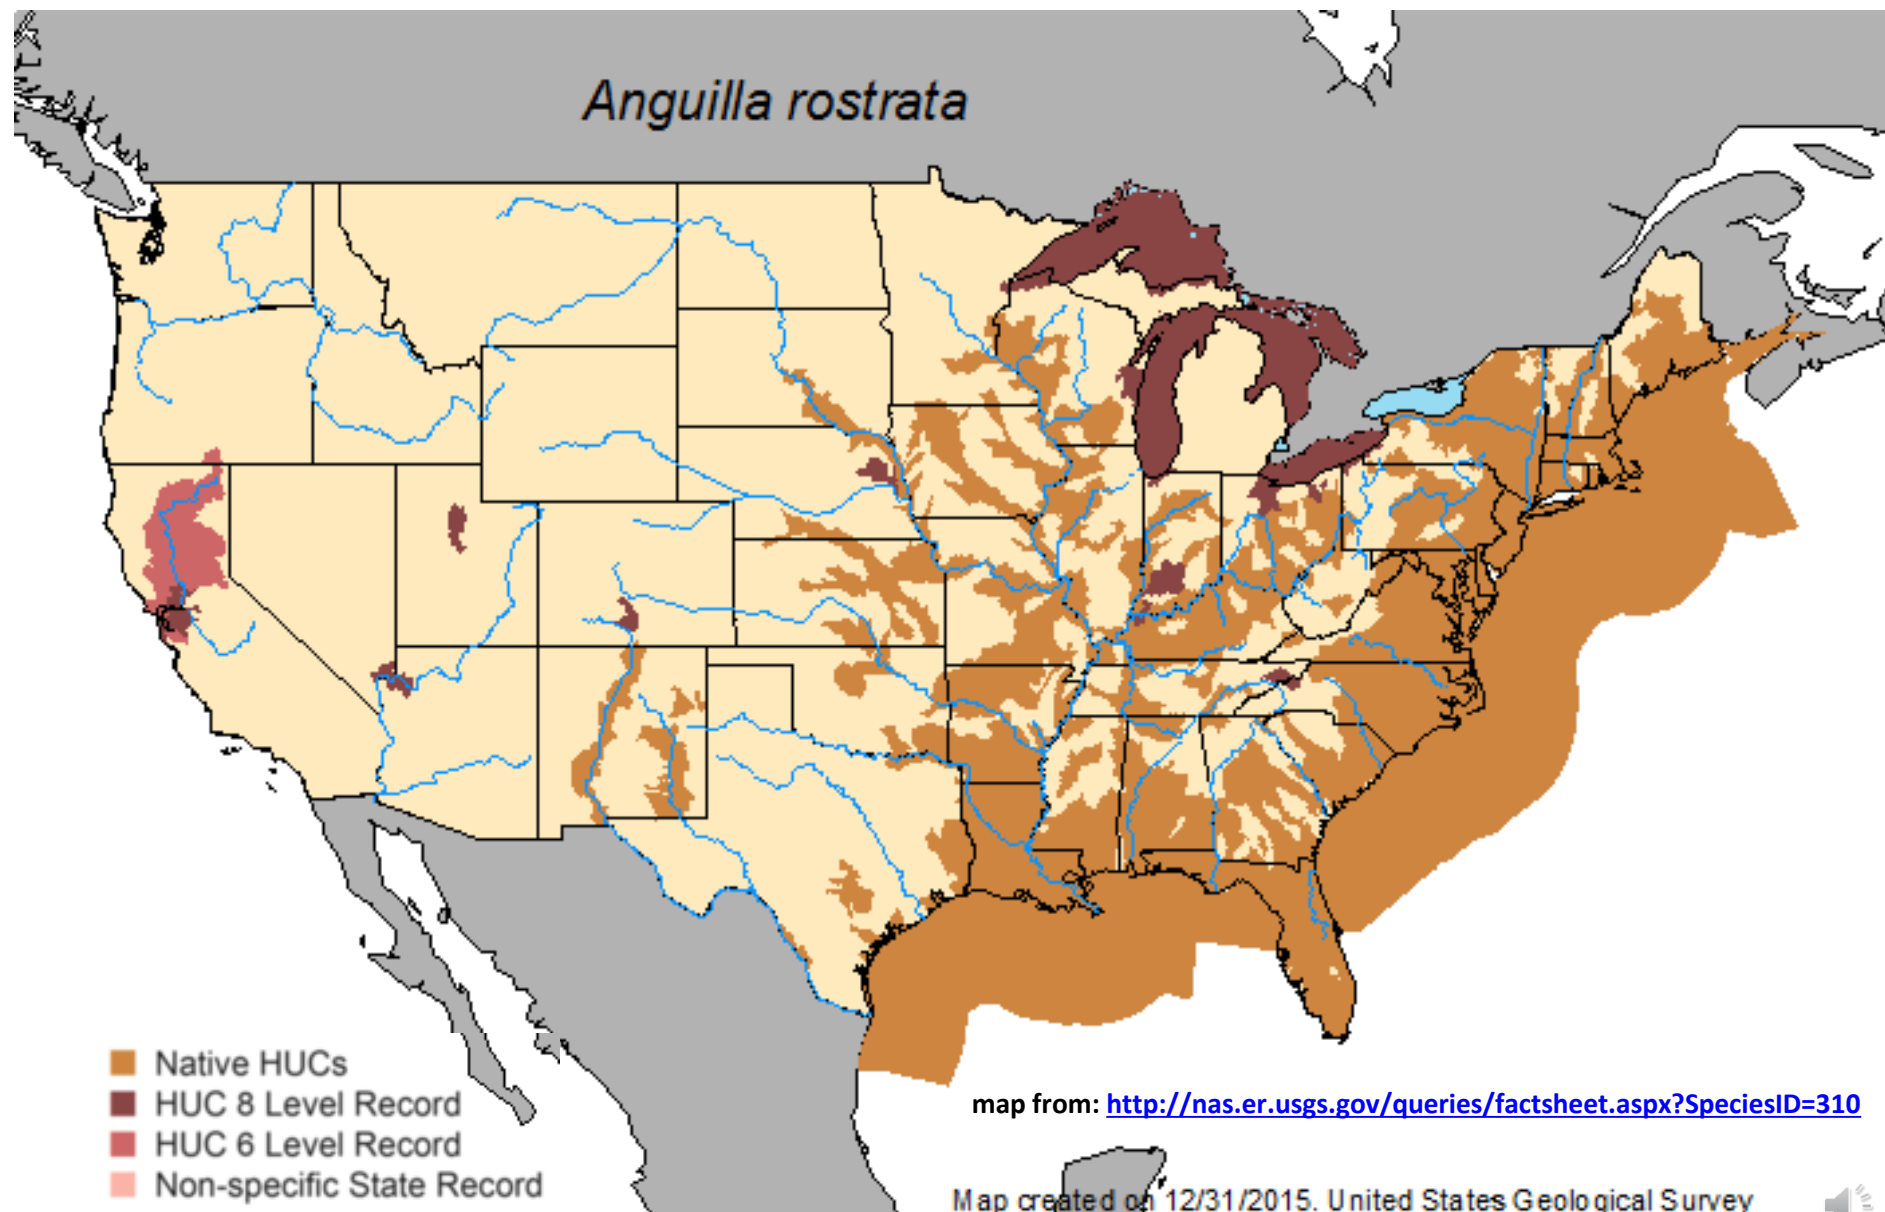 Anguilla rostrata
Native HUCs
HUC 8 Level Record
HUC 6 Level Record
Non-specific State Record
map from: http://nas.er.usgs.gov/queries/factsheet.aspx?SpeciesID=310
Map created on 12/31/2015. United States Geological Survey